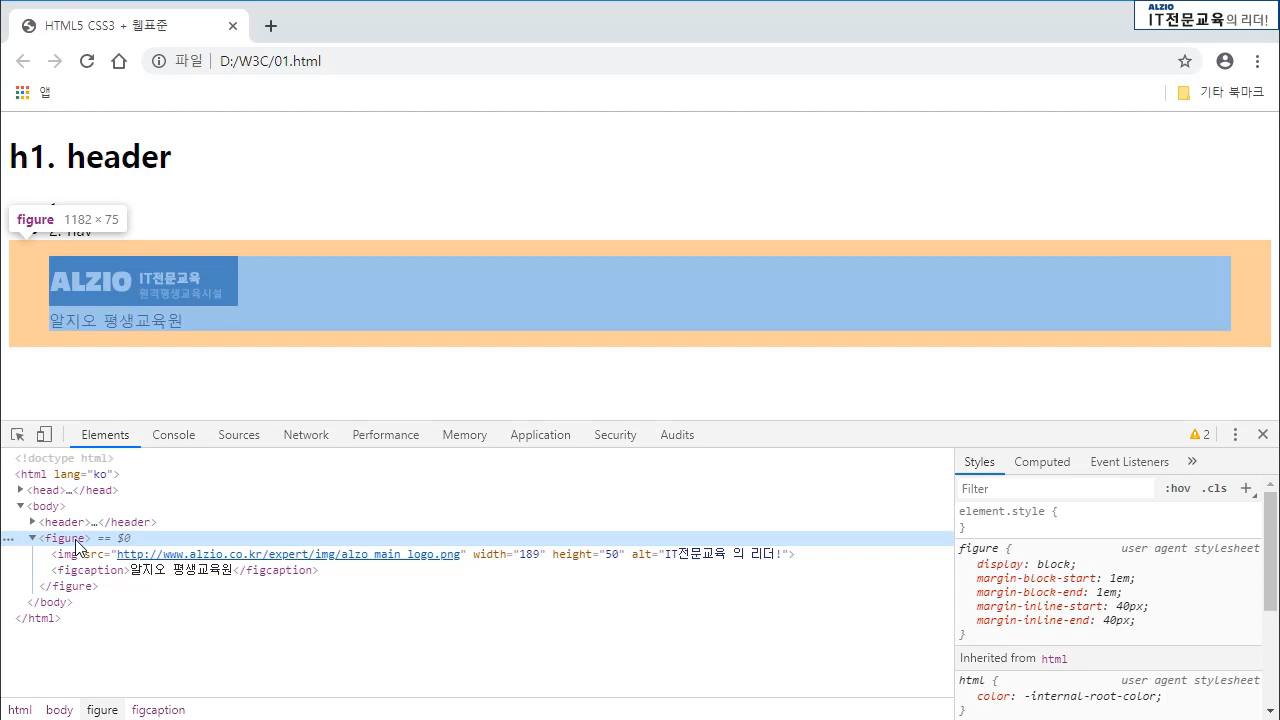 HTML5 CSS3 + 웹표준
ALZIO
IT전문교육의 리더!
파일 D:/W3C/01.html
앱
기타 북마크
h1. header
figure 1182 × 75
2. nav
ALZIO IT전문교육
원격평생교육시설
알지오 평생교육원
Elements Console Sources Network Performance Memory Application Security Audits 2
<!doctype html>
<html lang="ko">
<head>…</head>
<body>
<header>…</header>
<figure> == $0
<img src="http://www.alzio.co.kr/expert/img/alzo_main_logo.png" width="189" height="50" alt="IT전문교육 의 리더!">
<figcaption>알지오 평생교육원</figcaption>
</figure>
</body>
</html>
html body figure figcaption
Styles Computed Event Listeners »
Filter :hov .cls +
element.style {
}
figure { user agent stylesheet
display: block;
margin-block-start: 1em;
margin-block-end: 1em;
margin-inline-start: 40px;
margin-inline-end: 40px;
}
Inherited from html
html { user agent stylesheet
color: -internal-root-color;
}